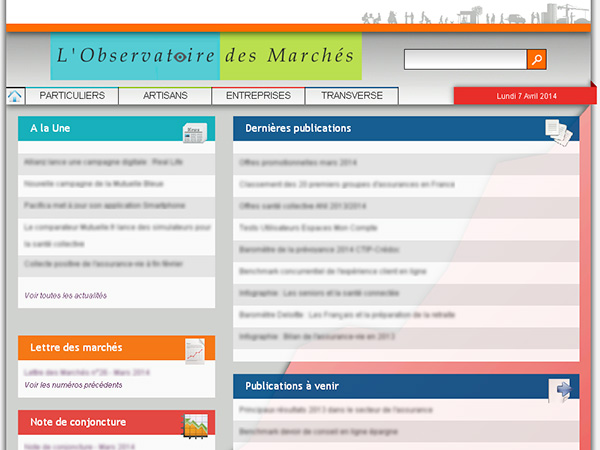 L'Observatoire des Marchés
PARTICULIERS
ARTISANS
ENTREPRISES
TRANSVERSE
Lundi 7 Avril 2014
A la Une
News
Allianz lance une campagne digitale : Real Life
Nouvelle campagne de la Mutuelle Bleue
Pacifica met à jour son application Smartphone
Le comparateur Mutuelle.fr lance des simulateurs pour
la santé collective
Collecte positive de l'assurance-vie à fin février
Voir toutes les actualités
Lettre des marchés
Lettre des Marchés n°26 - Mars 2014
Voir les numéros précédents
Note de conjoncture
Note de conjoncture - Mars 2014
Dernières publications
Offres promotionnelles mars 2014
Classement des 20 premiers groupes d'assurances en France
Offres santé collective ANI 2013/2014
Tests Utilisateurs Espaces Mon Compte
Baromètre de la prévoyance 2014 CTIP-Crédoc
Benchmark concurrentiel de l'expérience client en ligne
Infographie : Les seniors et la santé connectée
Baromètre Deloitte : Les Français et la préparation de la retraite
Infographie : Bilan de l'assurance-vie en 2013
Publications à venir
Principaux résultats 2013 dans le secteur de l'assurance
Benchmark devoir de conseil en ligne épargne